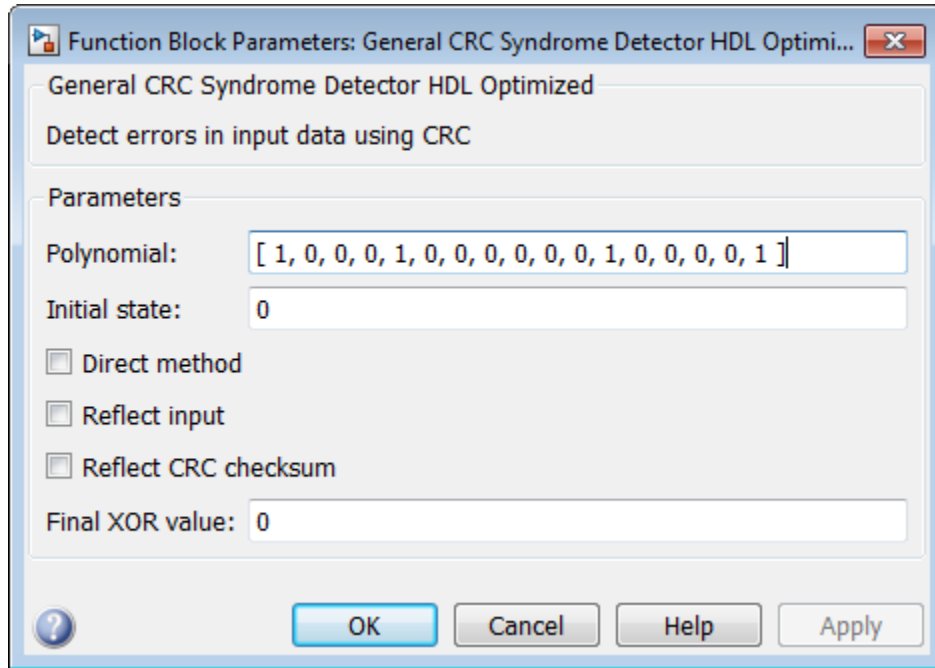 Function Block Parameters: General CRC Syndrome Detector HDL Optimi...
General CRC Syndrome Detector HDL Optimized
Detect errors in input data using CRC
Parameters
Polynomial: [ 1, 0, 0, 0, 1, 0, 0, 0, 0, 0, 0, 1, 0, 0, 0, 0, 1 ]
Initial state: 0
Direct method
Reflect input
Reflect CRC checksum
Final XOR value: 0
? OK Cancel Help Apply